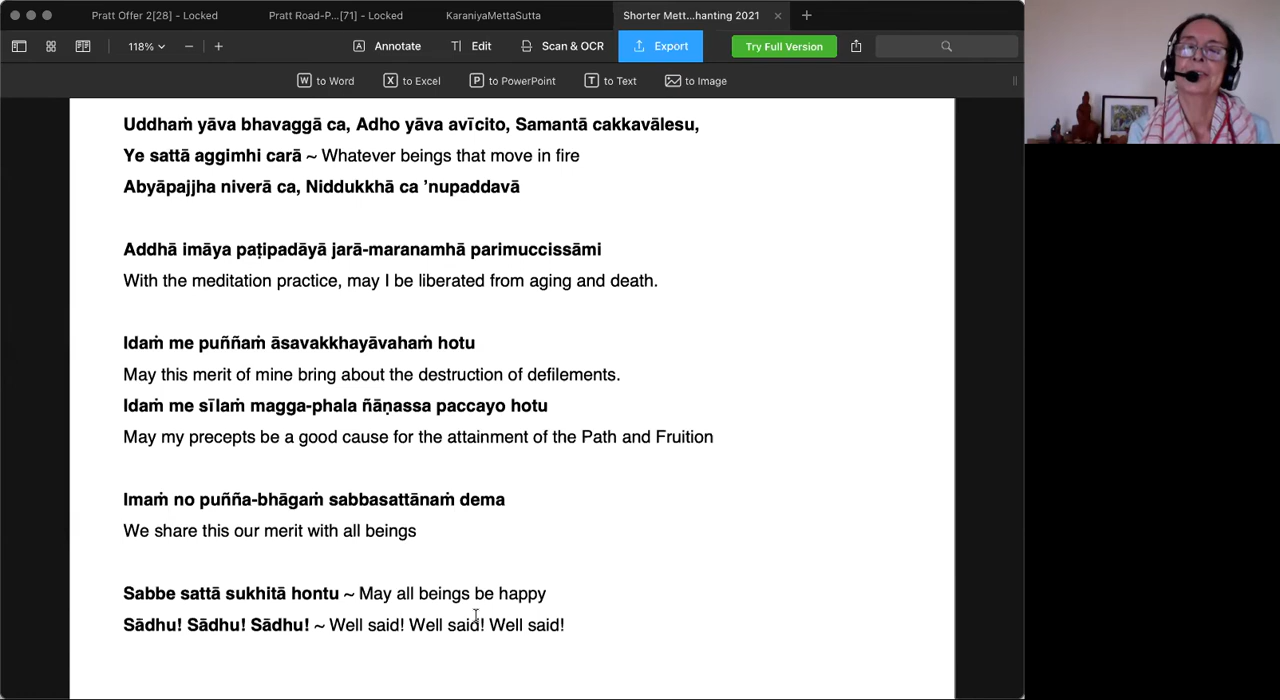 Pratt Offer 2[28] - Locked
Pratt Road-P...[71] - Locked
KaraniyaMettaSutta
Shorter Mett...hanting 2021
118%
Annotate
Edit
Scan & OCR
Export
Try Full Version
to Word
to Excel
to PowerPoint
to Text
to Image
Uddhaṁ yāva bhavaggā ca, Adho yāva avīcito, Samantā cakkavālesu,
Ye sattā aggimhi carā ~ Whatever beings that move in fire
Abyāpajjha niverā ca, Niddukkhā ca ’nupaddavā
Addhā imāya paṭipadāyā jarā-maranamhā parimuccissāmi
With the meditation practice, may I be liberated from aging and death.
Idaṁ me puññaṁ āsavakkhayāvahaṁ hotu
May this merit of mine bring about the destruction of defilements.
Idaṁ me sīlaṁ magga-phala ñāṇassa paccayo hotu
May my precepts be a good cause for the attainment of the Path and Fruition
Imaṁ no puñña-bhāgaṁ sabbasattānaṁ dema
We share this our merit with all beings
Sabbe sattā sukhitā hontu ~ May all beings be happy
Sādhu! Sādhu! Sādhu! ~ Well said! Well said! Well said!